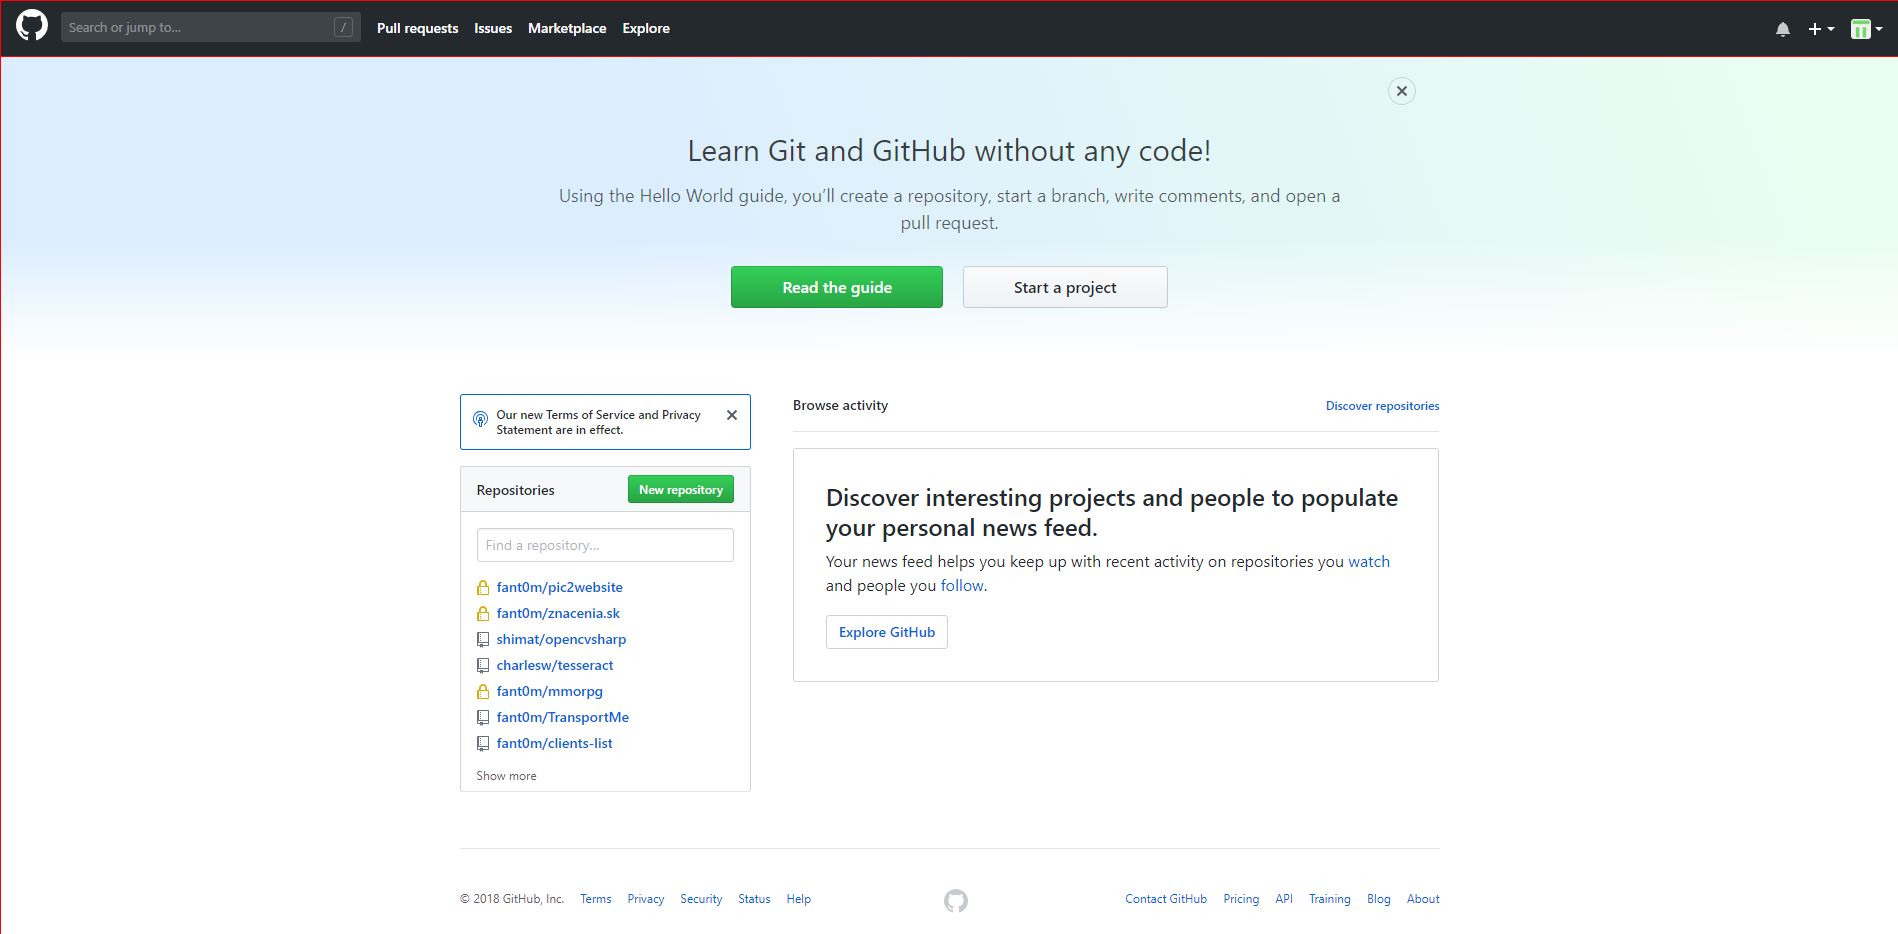 Search or jump to... /
Pull requests Issues Marketplace Explore
Learn Git and GitHub without any code!
Using the Hello World guide, you’ll create a repository, start a branch, write comments, and open a
pull request.
Read the guide
Start a project
Our new Terms of Service and Privacy
Statement are in effect.
Repositories
New repository
Find a repository...
fant0m/pic2website
fant0m/znacenia.sk
shimat/opencvsharp
charlesw/tesseract
fant0m/mmorpg
fant0m/TransportMe
fant0m/clients-list
Show more
Browse activity
Discover repositories
Discover interesting projects and people to populate
your personal news feed.
Your news feed helps you keep up with recent activity on repositories you watch
and people you follow.
Explore GitHub
© 2018 GitHub, Inc. Terms Privacy Security Status Help
Contact GitHub Pricing API Training Blog About